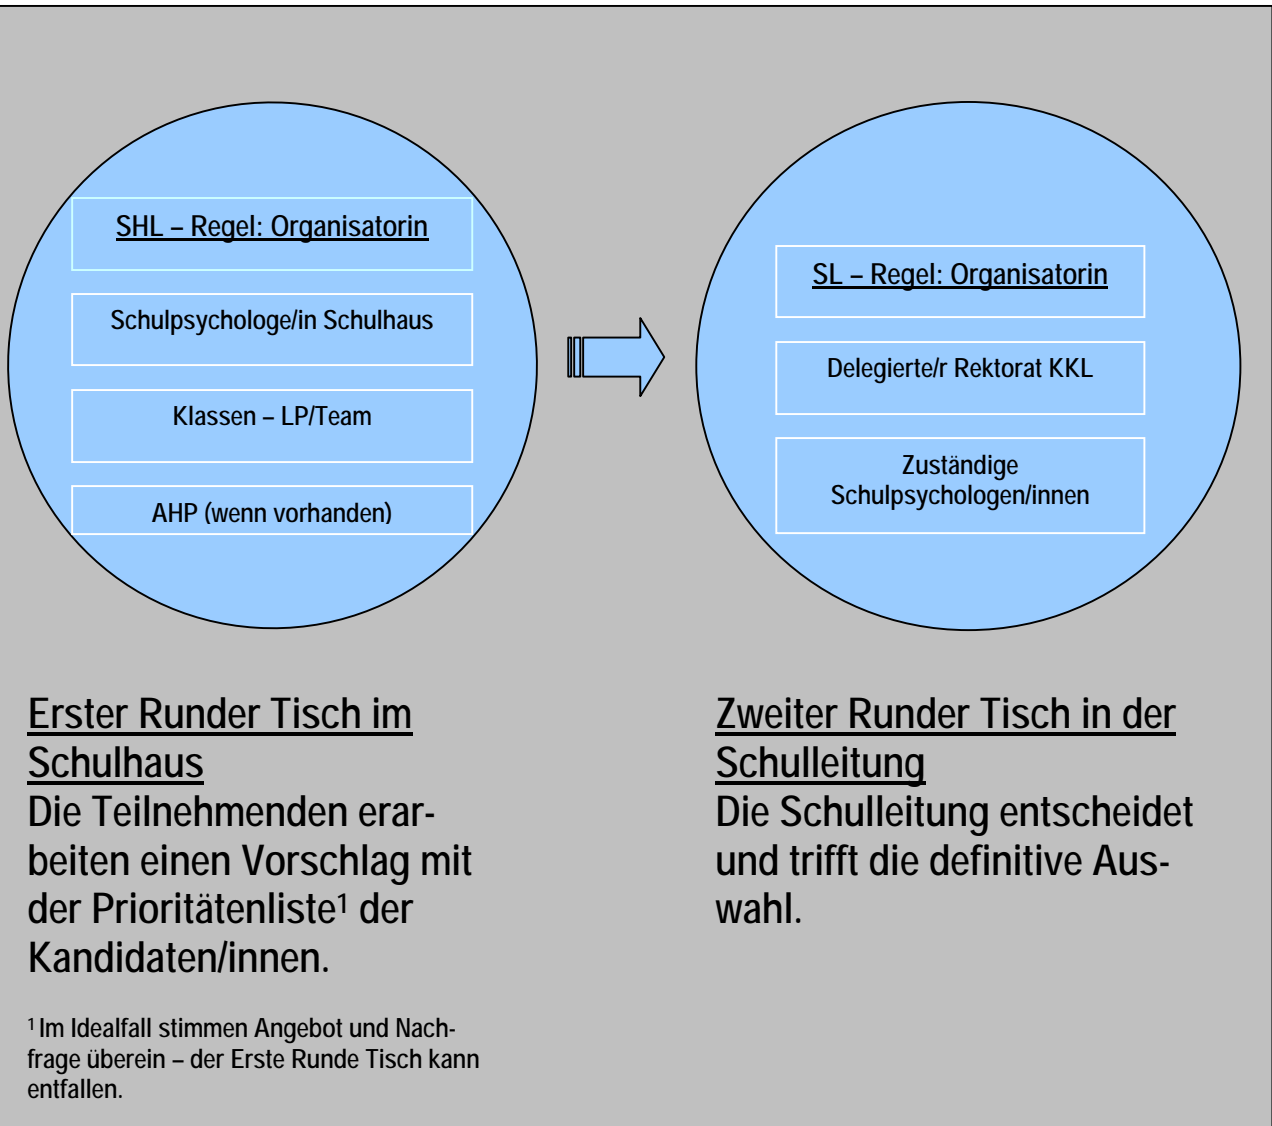 SHL – Regel: Organisatorin
Schulpsychologe/in Schulhaus
Klassen – LP/Team
AHP (wenn vorhanden)
SL – Regel: Organisatorin
Delegierte/r Rektorat KKL
Zuständige
Schulpsychologen/innen
Erster Runder Tisch im
Schulhaus
Die Teilnehmenden erar-
beiten einen Vorschlag mit
der Prioritätenliste¹ der
Kandidaten/innen.
¹ Im Idealfall stimmen Angebot und Nach-
frage überein – der Erste Runde Tisch kann
entfallen.
Zweiter Runder Tisch in der
Schulleitung
Die Schulleitung entscheidet
und trifft die definitive Aus-
wahl.